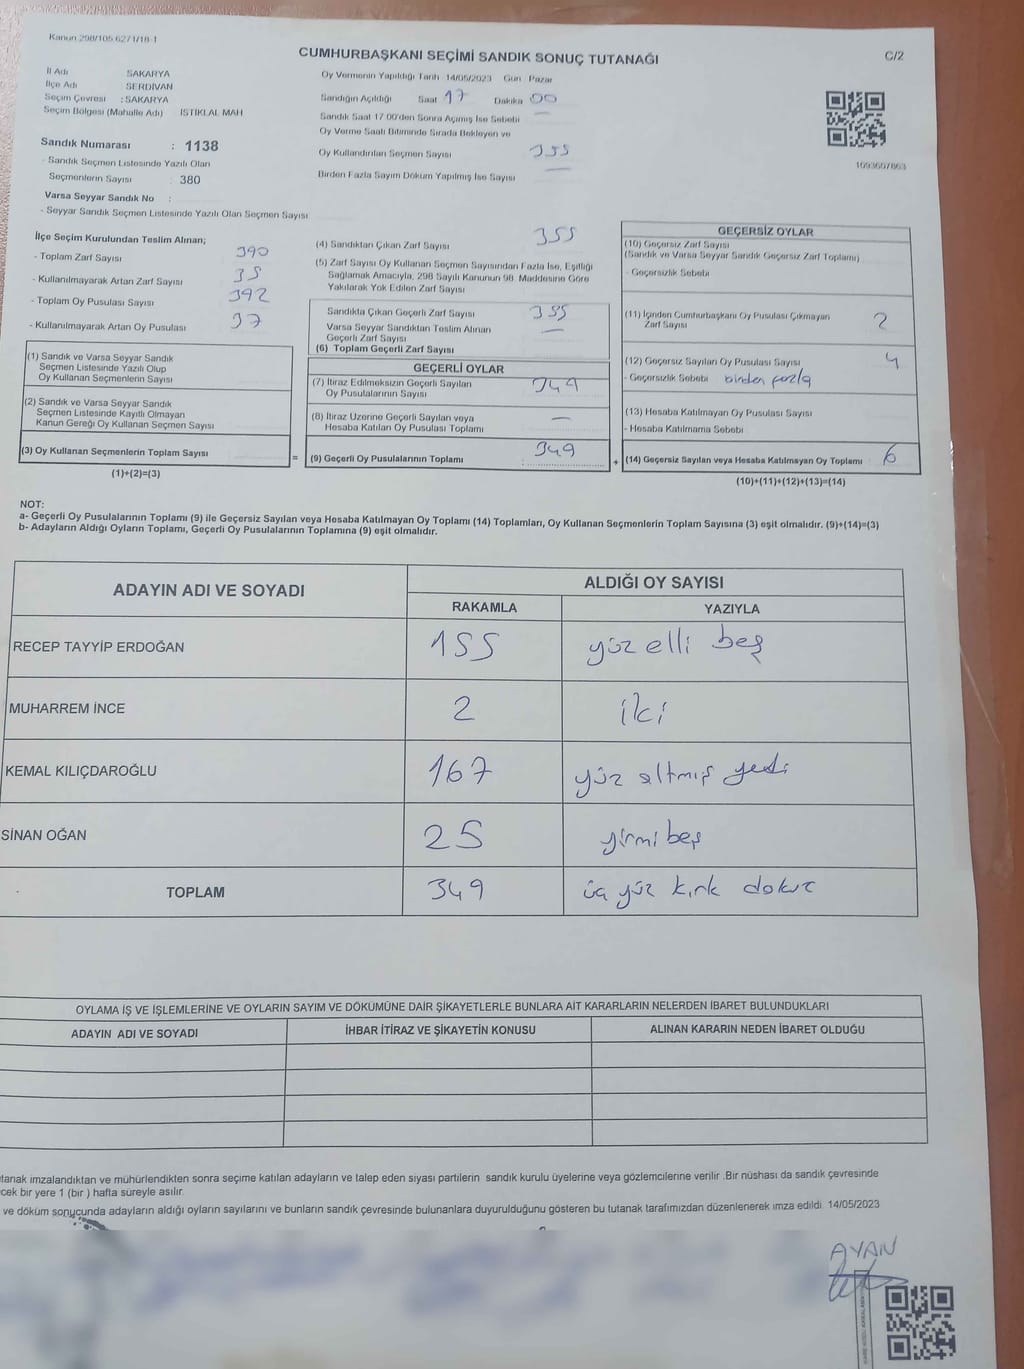 Kanun 298/105 6271/18-1
CUMHURBAŞKANI SEÇİMİ SANDIK SONUÇ TUTANAĞI
C/2
İl Adı SAKARYA
İlçe Adı SERDİVAN
Seçim Çevresi : SAKARYA
Seçim Bölgesi (Mahalle Adı) İSTİKLAL MAH
Sandık Numarası : 1138
- Sandık Seçmen Listesinde Yazılı Olan
Seçmenlerin Sayısı : 380
Varsa Seyyar Sandık No :
- Seyyar Sandık Seçmen Listesinde Yazılı Olan Seçmen Sayısı
Oy Vermenin Yapıldığı Tarih 14/05/2023 Gün Pazar
Sandığın Açıldığı Saat 17 Dakika 00
Sandık Saat 17 00'den Sonra Açımış İse Sebebi —
Oy Verme Saati Bitiminde Sırada Bekleyen ve
Oy Kullandırılan Seçmen Sayısı 355
Birden Fazla Sayım Döküm Yapılmış İse Sayısı —
1093607863
İlçe Seçim Kurulundan Teslim Alınan;
- Toplam Zarf Sayısı 390
- Kullanılmayarak Artan Zarf Sayısı 35
- Toplam Oy Pusulası Sayısı 392
- Kullanılmayarak Artan Oy Pusulası 37
(1) Sandık ve Varsa Seyyar Sandık
Seçmen Listesinde Yazılı Olup
Oy Kullanan Seçmenlerin Sayısı
(2) Sandık ve Varsa Seyyar Sandık
Seçmen Listesinde Kayıtlı Olmayan
Kanun Gereği Oy Kullanan Seçmen Sayısı
(3) Oy Kullanan Seçmenlerin Toplam Sayısı
(1)+(2)=(3)
=
(4) Sandıktan Çıkan Zarf Sayısı 355
(5) Zarf Sayısı Oy Kullanan Seçmen Sayısından Fazla İse, Eşitliği
Sağlamak Amacıyla, 298 Sayılı Kanunun 98. Maddesine Göre
Yakılarak Yok Edilen Zarf Sayısı
Sandıkta Çıkan Geçerli Zarf Sayısı 355
Varsa Seyyar Sandıktan Teslim Alınan
Geçerli Zarf Sayısı —
(6) Toplam Geçerli Zarf Sayısı
GEÇERLİ OYLAR
(7) İtiraz Edilmeksizin Geçerli Sayılan
Oy Pusulalarının Sayısı 349
(8) İtiraz Üzerine Geçerli Sayılan veya
Hesaba Katılan Oy Pusulası Toplamı —
(9) Geçerli Oy Pusulalarının Toplamı 349
+
GEÇERSİZ OYLAR
(10) Geçersiz Zarf Sayısı
(Sandık ve Varsa Seyyar Sandık Geçersiz Zarf Toplamı)
- Geçersizlik Sebebi
(11) İçinden Cumhurbaşkanı Oy Pusulası Çıkmayan
Zarf Sayısı 2
(12) Geçersiz Sayılan Oy Pusulası Sayısı 4
- Geçersizlik Sebebi birden fazla
(13) Hesaba Katılmayan Oy Pusulası Sayısı
- Hesaba Katılmama Sebebi
(14) Geçersiz Sayılan veya Hesaba Katılmayan Oy Toplamı 6
(10)+(11)+(12)+(13)=(14)
NOT:
a- Geçerli Oy Pusulalarının Toplamı (9) ile Geçersiz Sayılan veya Hesaba Katılmayan Oy Toplamı (14) Toplamları, Oy Kullanan Seçmenlerin Toplam Sayısına (3) eşit olmalıdır. (9)+(14)=(3)
b- Adayların Aldığı Oyların Toplamı, Geçerli Oy Pusulalarının Toplamına (9) eşit olmalıdır.
ADAYIN ADI VE SOYADI
ALDIĞI OY SAYISI
RAKAMLA YAZIYLA
RECEP TAYYİP ERDOĞAN 155 yüz elli beş
MUHARREM İNCE 2 iki
KEMAL KILIÇDAROĞLU 167 yüz altmış yedi
SİNAN OĞAN 25 yirmi beş
TOPLAM 349 üç yüz kırk dokuz
OYLAMA İŞ VE İŞLEMLERİNE VE OYLARIN SAYIM VE DÖKÜMÜNE DAİR ŞİKAYETLERLE BUNLARA AİT KARARLARIN NELERDEN İBARET BULUNDUKLARI
ADAYIN ADI VE SOYADI İHBAR İTİRAZ VE ŞİKAYETİN KONUSU ALINAN KARARIN NEDEN İBARET OLDUĞU
tanak imzalandıktan ve mühürlendikten sonra seçime katılan adayların ve talep eden siyasi partilerin sandık kurulu üyelerine veya gözlemcilerine verilir .Bir nüshası da sandık çevresinde
cek bir yere 1 (bir ) hafta süreyle asılır.
ve döküm sonucunda adayların aldığı oyların sayılarını ve bunların sandık çevresinde bulunanlara duyurulduğunu gösteren bu tutanak tarafımızdan düzenlenerek imza edildi. 14/05/2023
AYAN